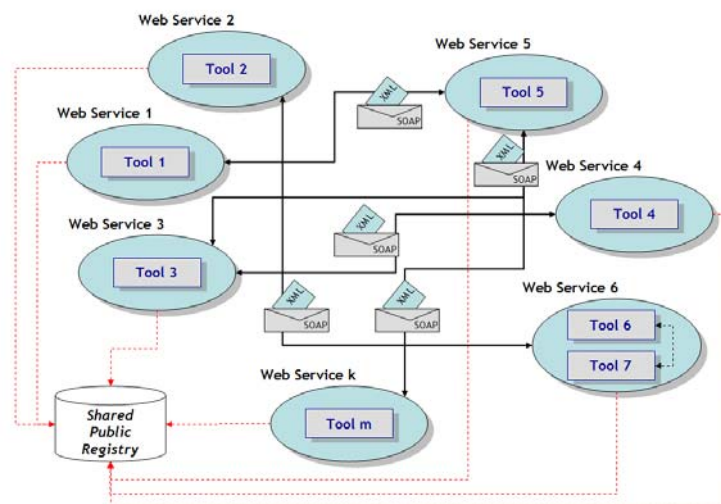 Web Service 2
Tool 2
Web Service 5
Tool 5
XML
SOAP
Web Service 1
Tool 1
XML
SOAP
Web Service 4
Tool 4
Web Service 3
Tool 3
XML
SOAP
Web Service 6
Tool 6
Tool 7
XML
SOAP
XML
SOAP
Web Service k
Tool m
Shared
Public
Registry